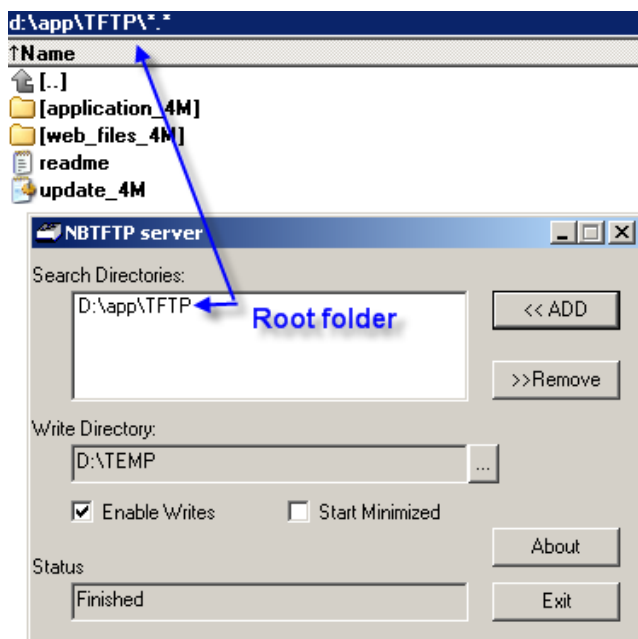 d:\app\TFTP\*.*
↑Name
[..]
[application_4M]
[web_files_4M]
readme
update_4M
NBTFTP server
Search Directories:
D:\app\TFTP
Root folder
<< ADD
>>Remove
Write Directory:
D:\TEMP
...
Enable Writes
Start Minimized
About
Status
Finished
Exit